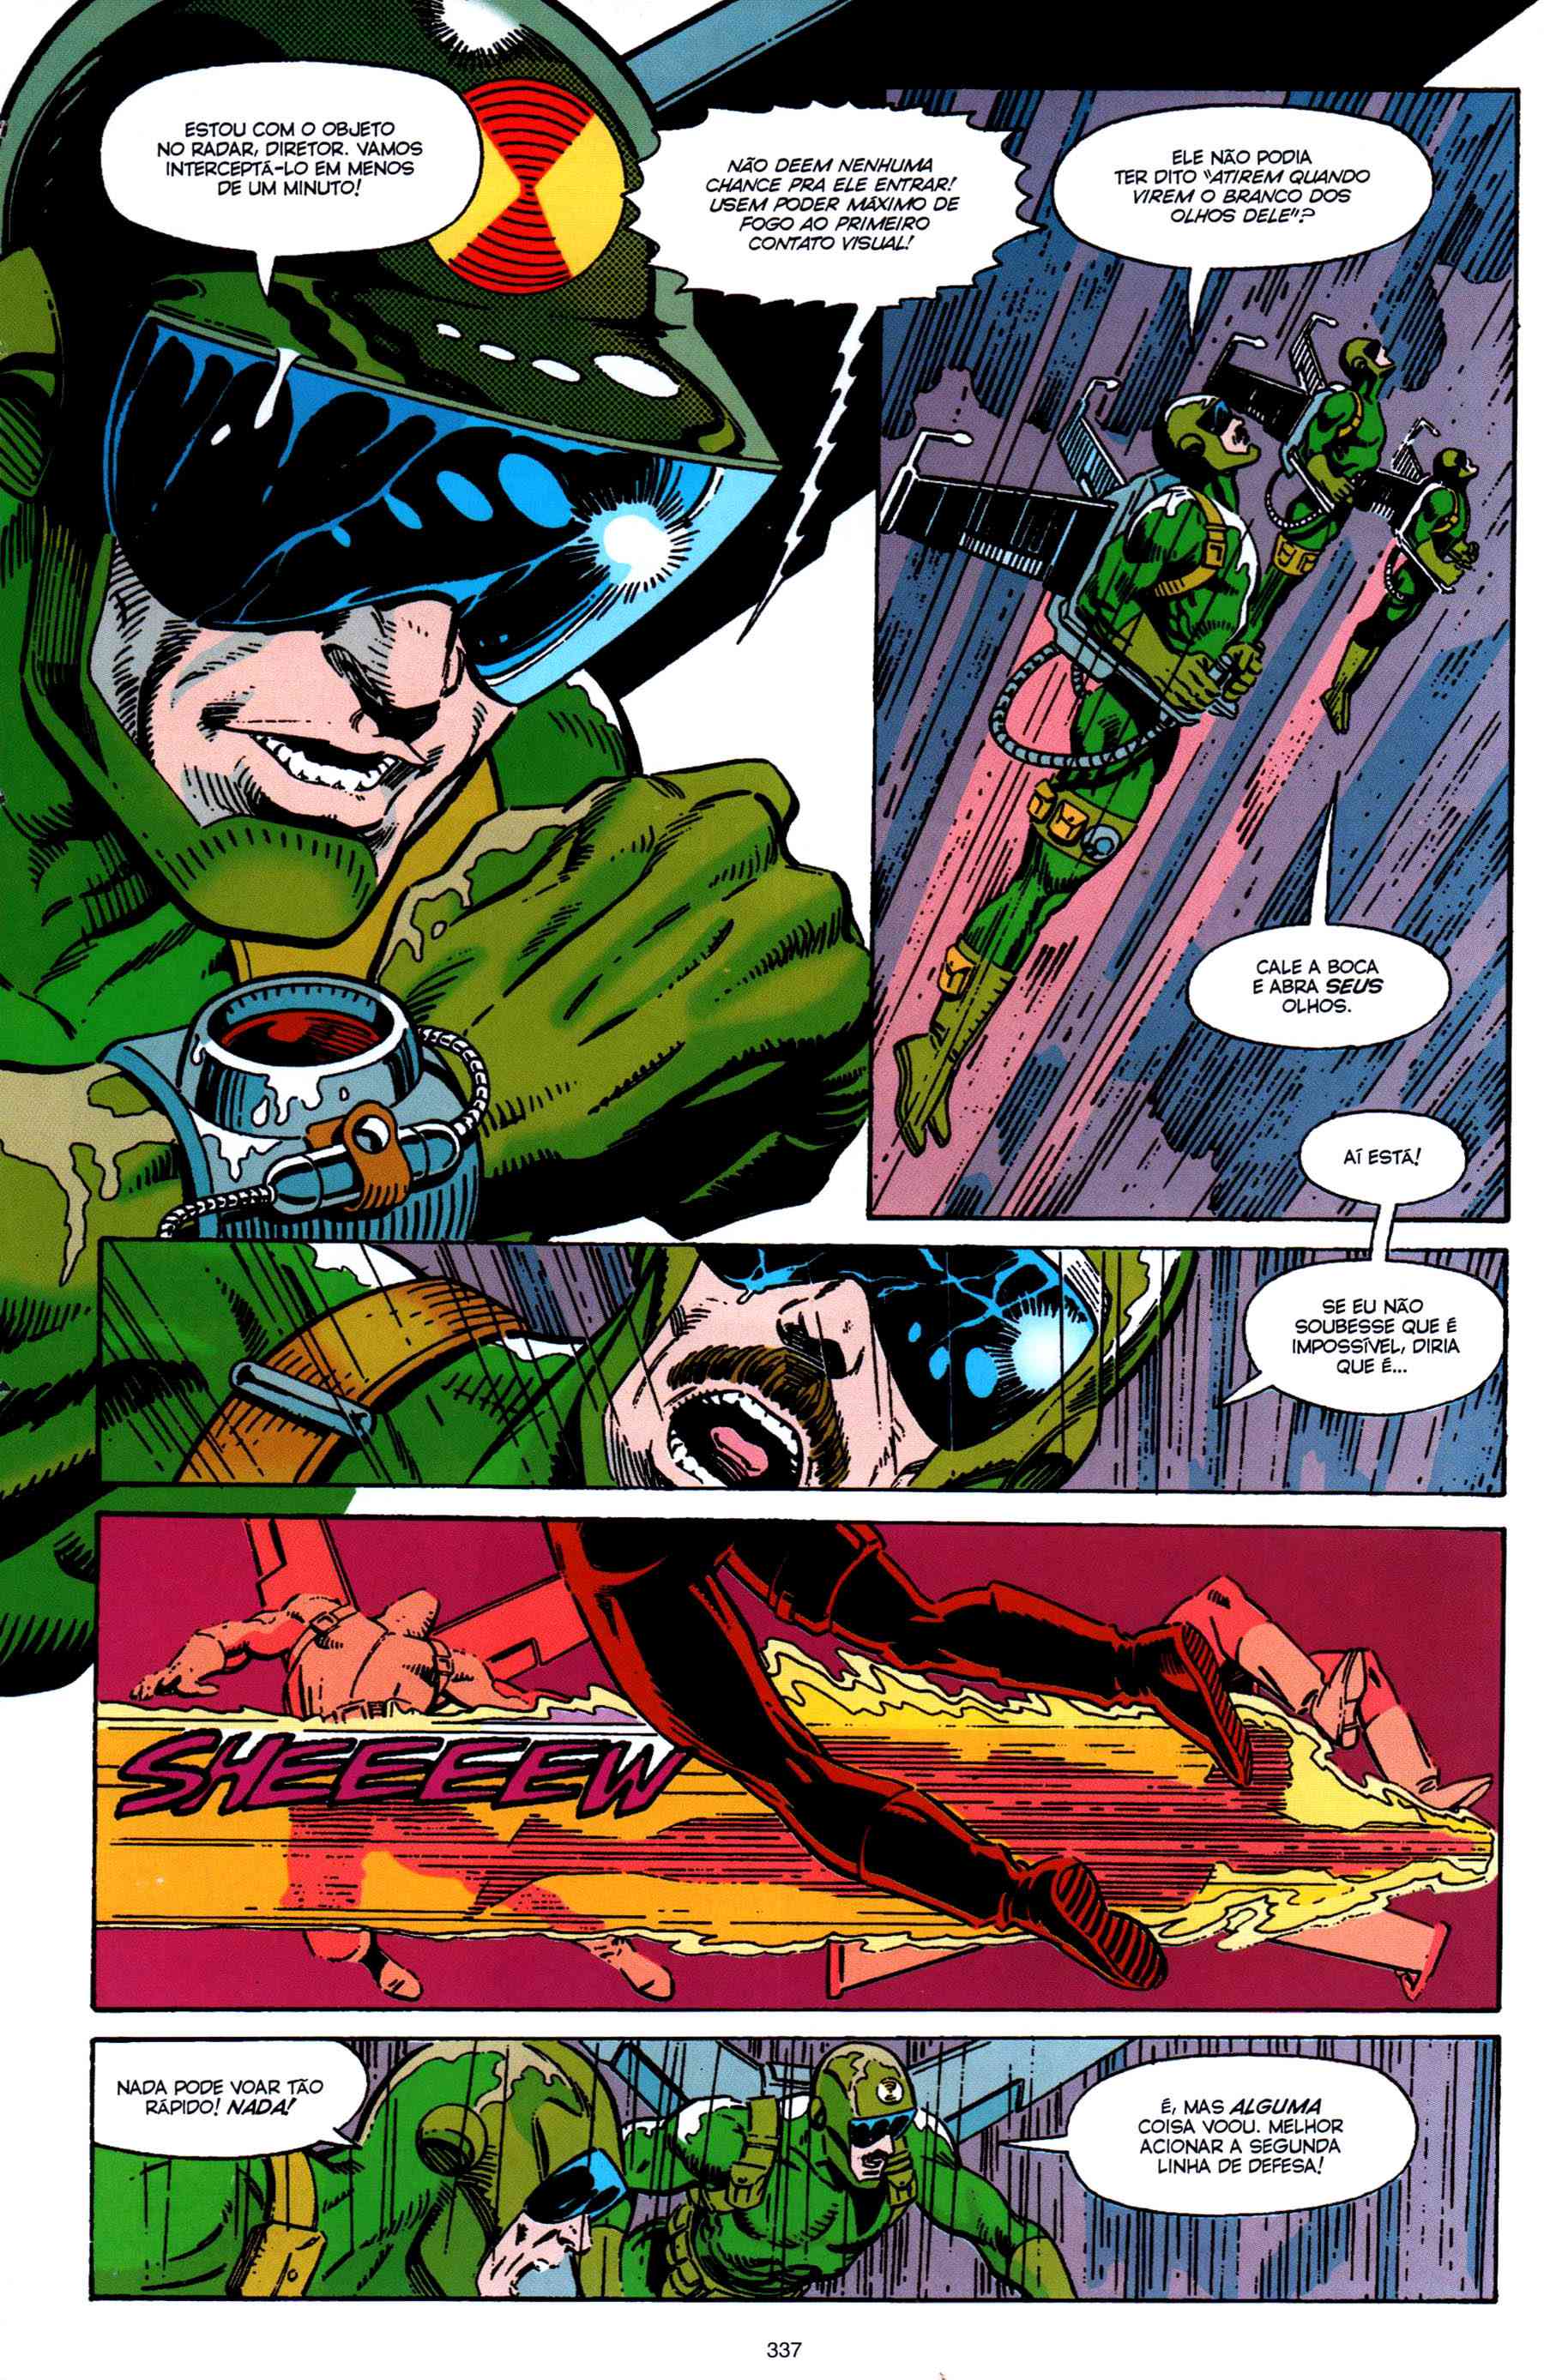 ESTOU COM O OBJETO
NO RADAR, DIRETOR. VAMOS
INTERCEPTÁ-LO EM MENOS
DE UM MINUTO!
NÃO DEEM NENHUMA
CHANCE PRA ELE ENTRAR!
USEM PODER MÁXIMO DE
FOGO AO PRIMEIRO
CONTATO VISUAL!
ELE NÃO PODIA
TER DITO "ATIREM QUANDO
VIREM O BRANCO DOS
OLHOS DELE"?
CALE A BOCA
E ABRA SEUS
OLHOS.
AÍ ESTÁ!
SE EU NÃO
SOUBESSE QUE É
IMPOSSÍVEL, DIRIA
QUE É...
SHEEEEEW
NADA PODE VOAR TÃO
RÁPIDO! NADA!
É, MAS ALGUMA
COISA VOOU. MELHOR
ACIONAR A SEGUNDA
LINHA DE DEFESA!
337